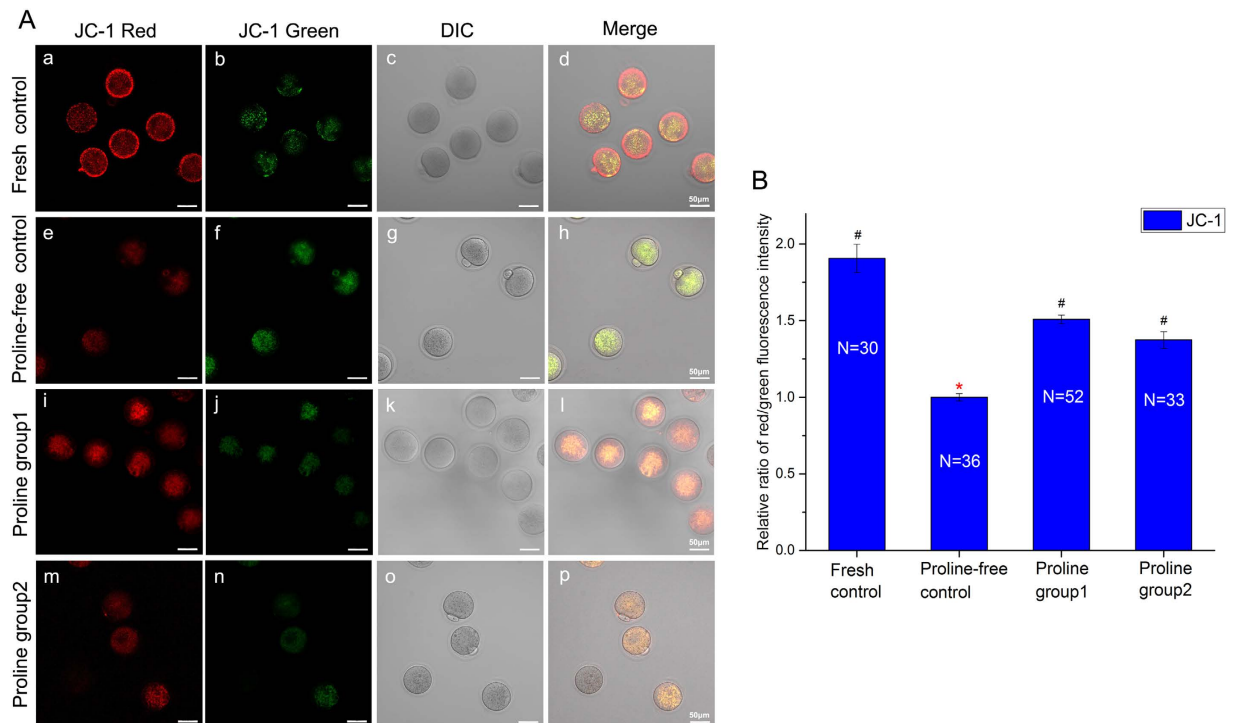 A
JC-1 Red
JC-1 Green
DIC
Merge
Fresh control
a
b
c
d
50μm
Proline-free control
e
f
g
h
50μm
Proline group1
i
j
k
l
50μm
Proline group2
m
n
o
p
50μm
B
JC-1
Relative ratio of red/green fluorescence intensity
2.0
1.5
1.0
0.5
0.0
#
*
#
#
N=30
N=36
N=52
N=33
Fresh
control
Proline-free
control
Proline
group1
Proline
group2